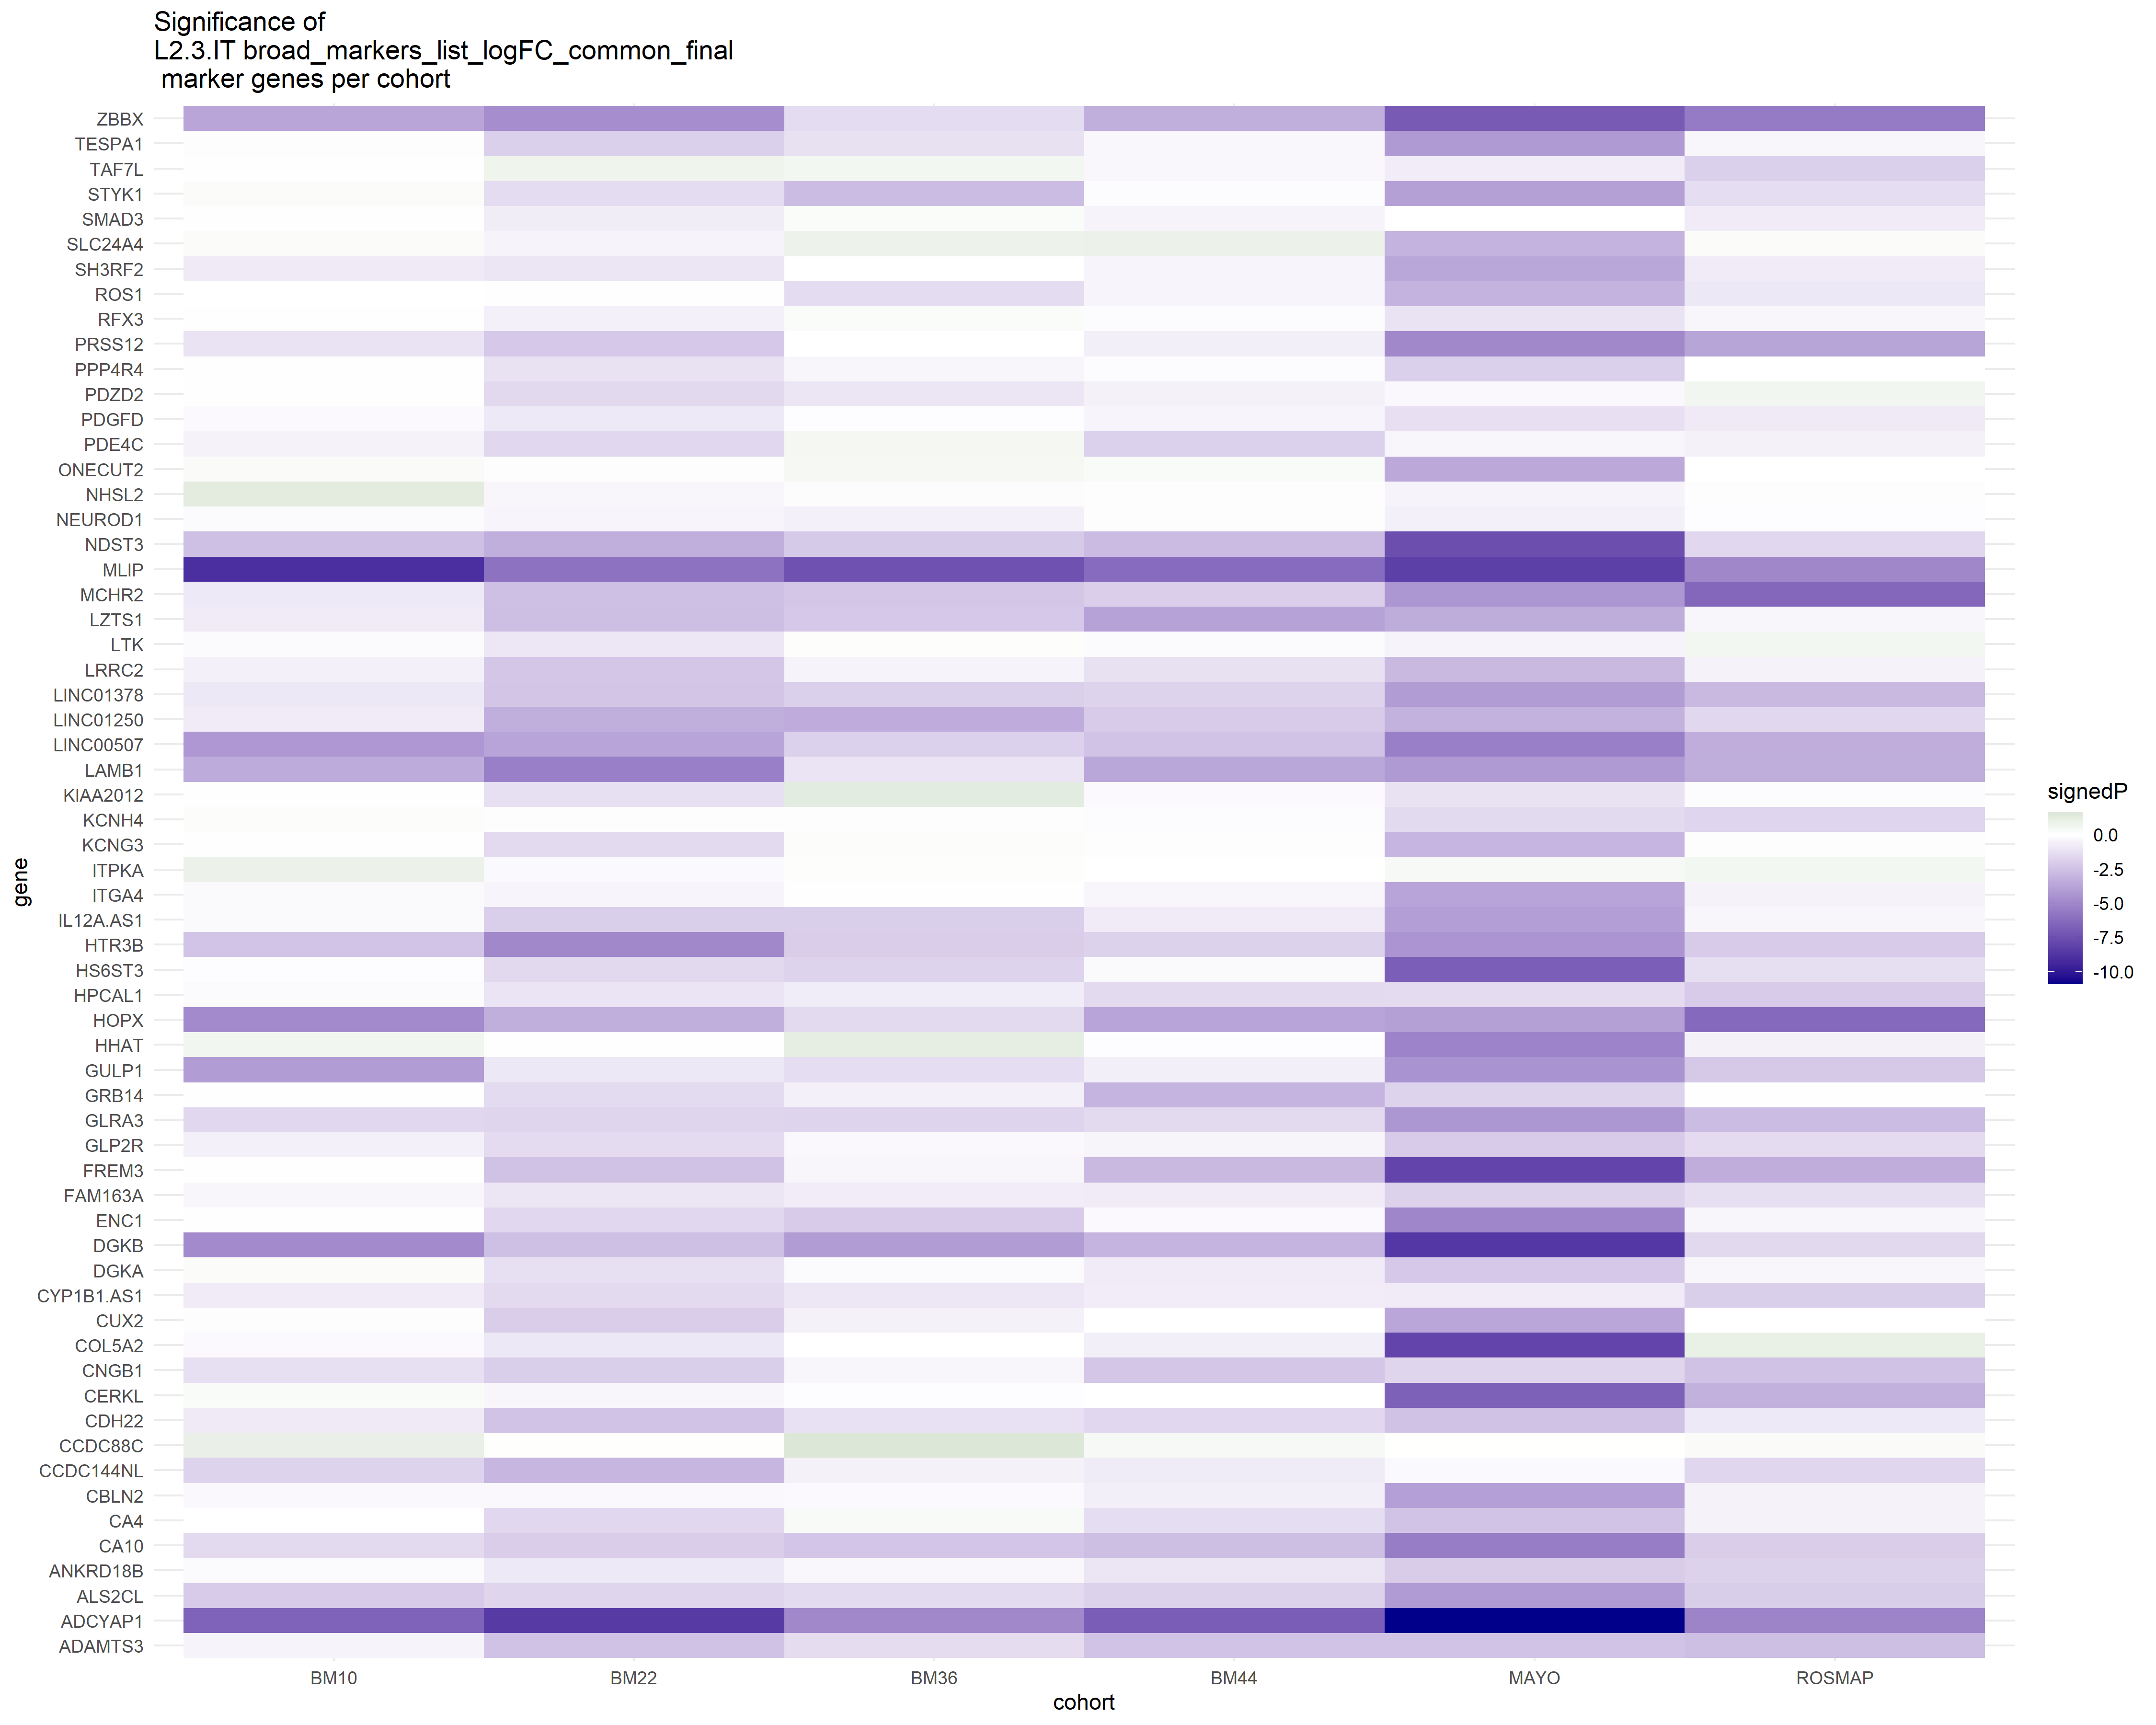 Significance of
L2.3.IT broad_markers_list_logFC_common_final
marker genes per cohort
ZBBX
TESPA1
TAF7L
STYK1
SMAD3
SLC24A4
SH3RF2
ROS1
RFX3
PRSS12
PPP4R4
PDZD2
PDGFD
PDE4C
ONECUT2
NHSL2
NEUROD1
NDST3
MLIP
MCHR2
LZTS1
LTK
LRRC2
LINC01378
LINC01250
LINC00507
LAMB1
KIAA2012
KCNH4
KCNG3
ITPKA
ITGA4
IL12A.AS1
HTR3B
HS6ST3
HPCAL1
HOPX
HHAT
GULP1
GRB14
GLRA3
GLP2R
FREM3
FAM163A
ENC1
DGKB
DGKA
CYP1B1.AS1
CUX2
COL5A2
CNGB1
CERKL
CDH22
CCDC88C
CCDC144NL
CBLN2
CA4
CA10
ANKRD18B
ALS2CL
ADCYAP1
ADAMTS3
gene
BM10 BM22 BM36 BM44 MAYO ROSMAP
cohort
signedP
0.0
-2.5
-5.0
-7.5
-10.0